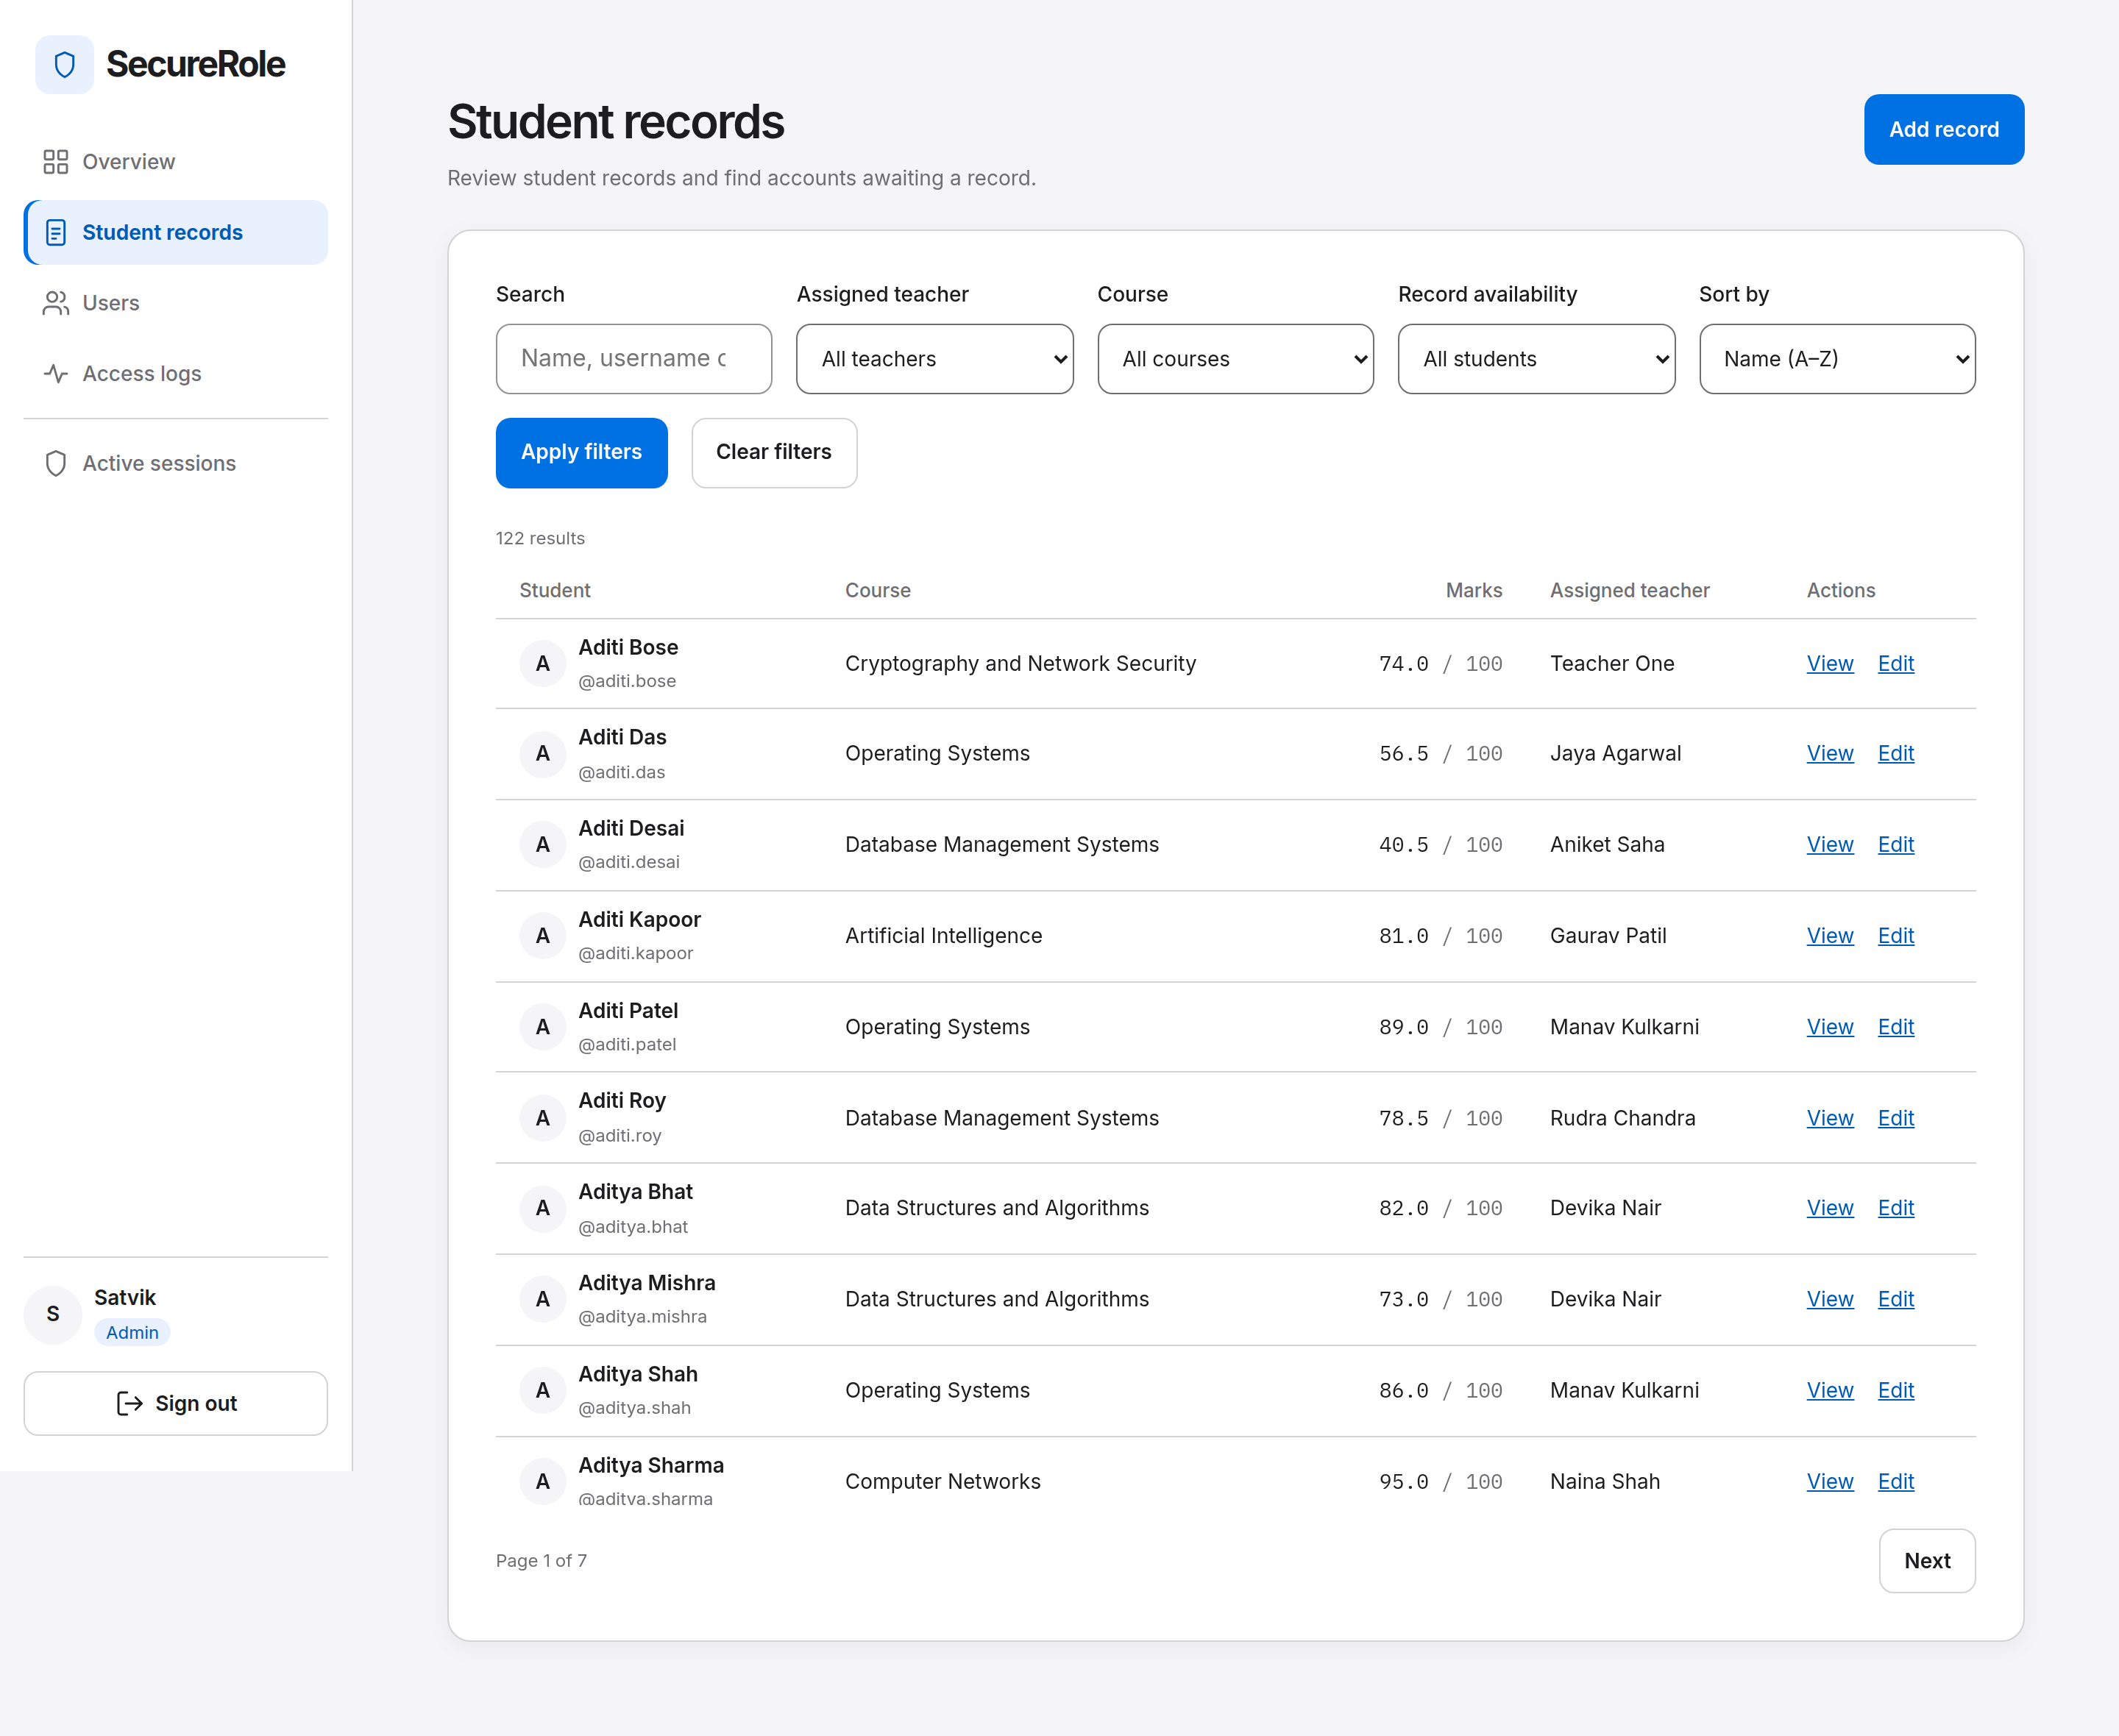 SecureRole
Overview
Student records
Users
Access logs
Active sessions
S
Satvik
Admin
Sign out
Student records
Review student records and find accounts awaiting a record.
Add record
Search Assigned teacher Course Record availability Sort by
Name, username All teachers All courses All students Name (A–Z)
Apply filters Clear filters
122 results
Student Course Marks Assigned teacher Actions
A Aditi Bose
@aditi.bose
Cryptography and Network Security 74.0 / 100 Teacher One View Edit
A Aditi Das
@aditi.das
Operating Systems 56.5 / 100 Jaya Agarwal View Edit
A Aditi Desai
@aditi.desai
Database Management Systems 40.5 / 100 Aniket Saha View Edit
A Aditi Kapoor
@aditi.kapoor
Artificial Intelligence 81.0 / 100 Gaurav Patil View Edit
A Aditi Patel
@aditi.patel
Operating Systems 89.0 / 100 Manav Kulkarni View Edit
A Aditi Roy
@aditi.roy
Database Management Systems 78.5 / 100 Rudra Chandra View Edit
A Aditya Bhat
@aditya.bhat
Data Structures and Algorithms 82.0 / 100 Devika Nair View Edit
A Aditya Mishra
@aditya.mishra
Data Structures and Algorithms 73.0 / 100 Devika Nair View Edit
A Aditya Shah
@aditya.shah
Operating Systems 86.0 / 100 Manav Kulkarni View Edit
A Aditya Sharma
@aditya.sharma
Computer Networks 95.0 / 100 Naina Shah View Edit
Page 1 of 7
Next